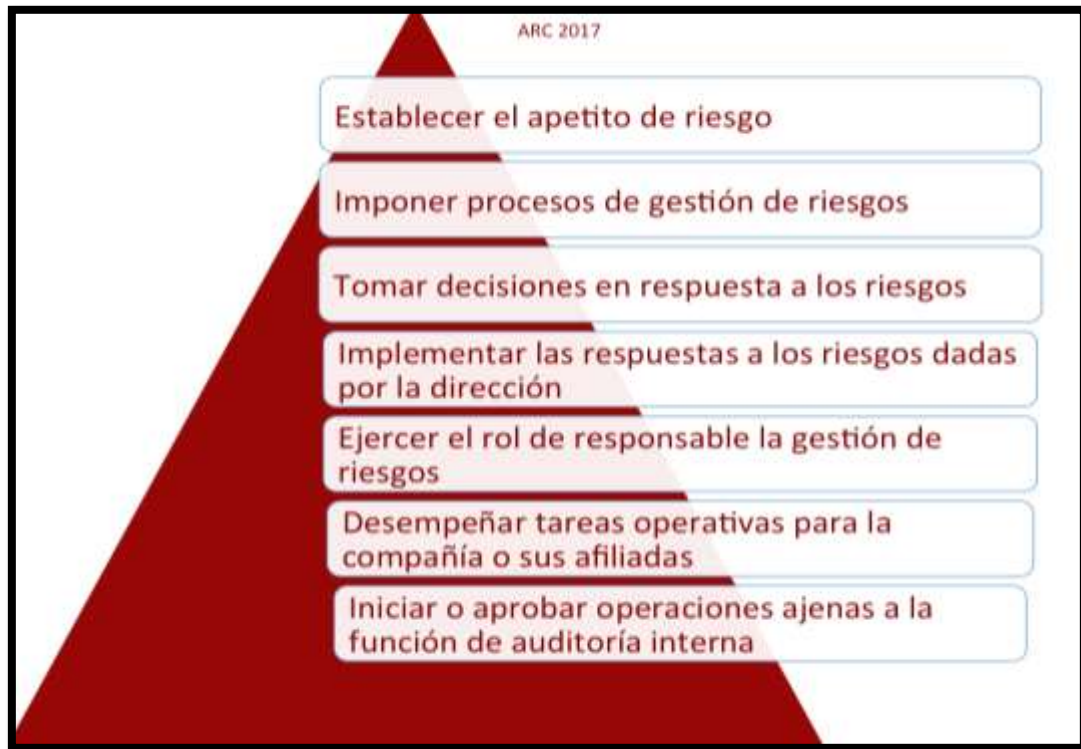 ARC 2017
Establecer el apetito de riesgo
Imponer procesos de gestión de riesgos
Tomar decisiones en respuesta a los riesgos
Implementar las respuestas a los riesgos dadas
por la dirección
Ejercer el rol de responsable la gestión de
riesgos
Desempeñar tareas operativas para la
compañía o sus afiliadas
Iniciar o aprobar operaciones ajenas a la
función de auditoría interna